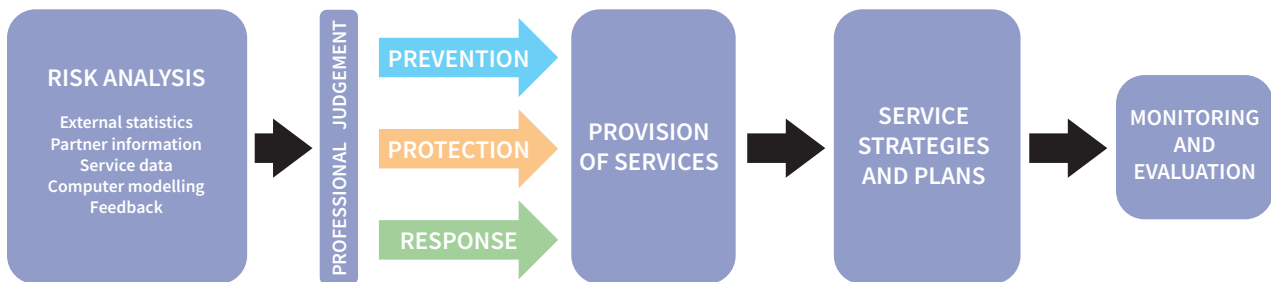 RISK ANALYSIS
External statistics
Partner information
Service data
Computer modelling
Feedback
PROFESSIONAL JUDGEMENT
PREVENTION
PROTECTION
RESPONSE
PROVISION
OF SERVICES
SERVICE
STRATEGIES
AND PLANS
MONITORING
AND
EVALUATION